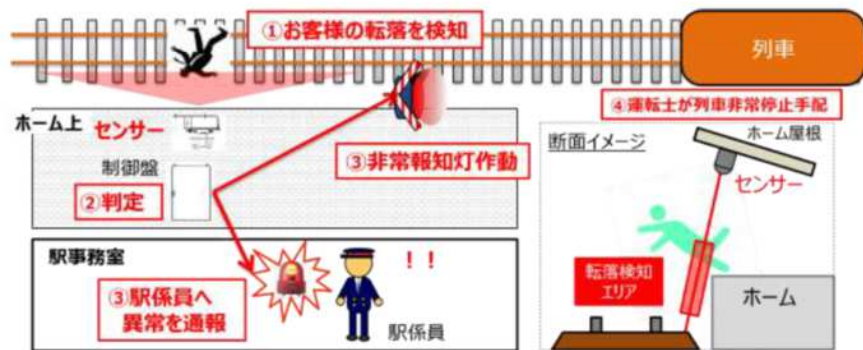 ①お客様の転落を検知
列車
④運転士が列車非常停止手配
ホーム上
センサー
制御盤
②判定
③非常報知灯作動
断面イメージ
ホーム屋根
センサー
転落検知
エリア
ホーム
駅事務室
!!
③駅係員へ
異常を通報
駅係員